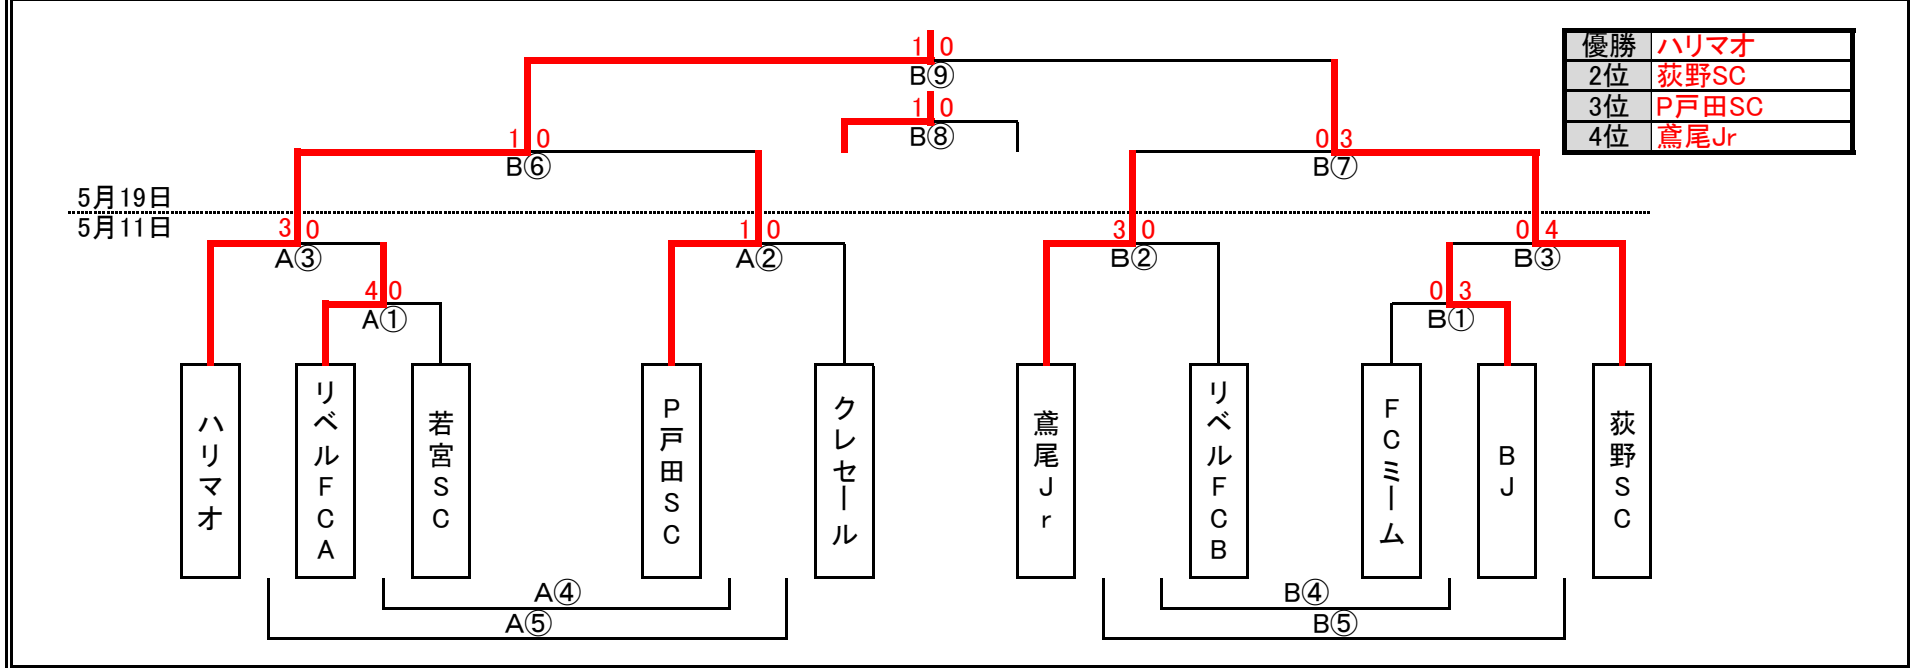 1 0
B⑨
優勝 ハリマオ
2位 荻野SC
3位 P戸田SC
4位 鳶尾Jr
1 0
B⑧
1 0
B⑥
0 3
B⑦
5月19日
5月11日
3 0
A③
1 0
A②
3 0
B②
0 4
B③
4 0
A①
0 3
B①
ハリマオ
リベルFCA
若宮SC
P戸田SC
クレセール
鳶尾Jr
リベルFCB
FCミーム
BJ
荻野SC
A④
A⑤
B④
B⑤